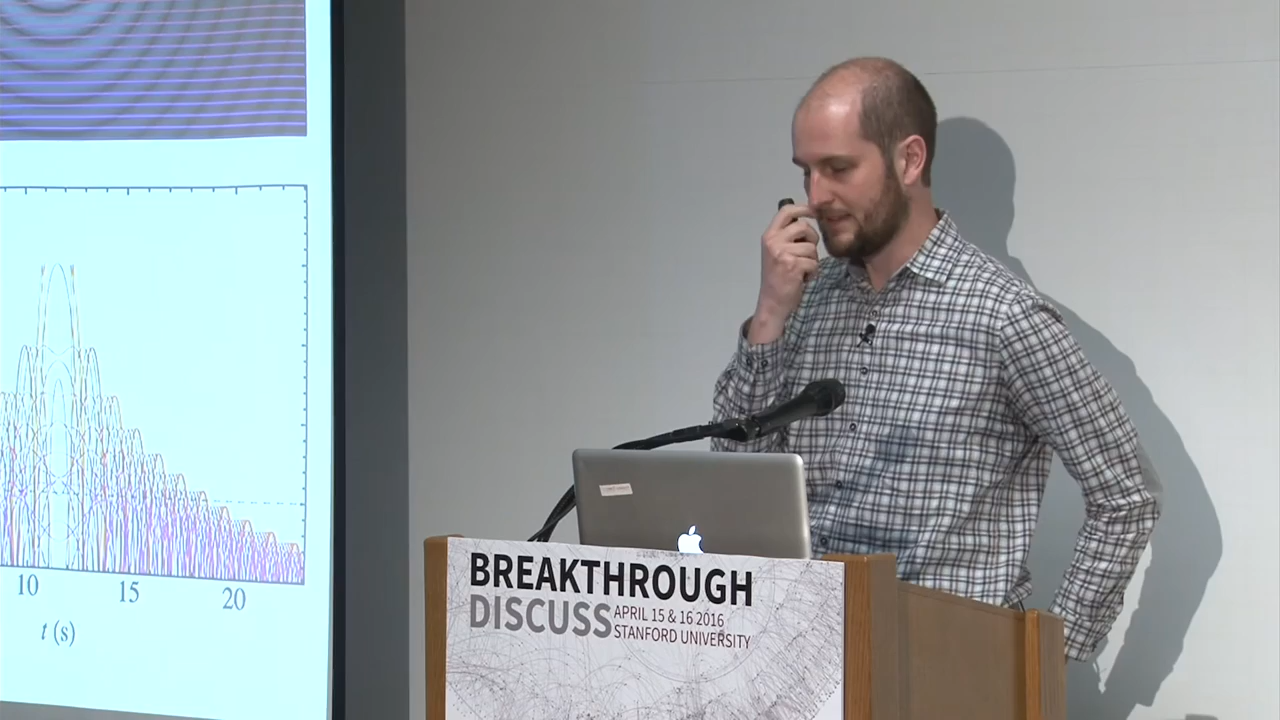 10 15 20
t (s)
BREAKTHROUGH
DISCUSS APRIL 15 & 16 2016
STANFORD UNIVERSITY